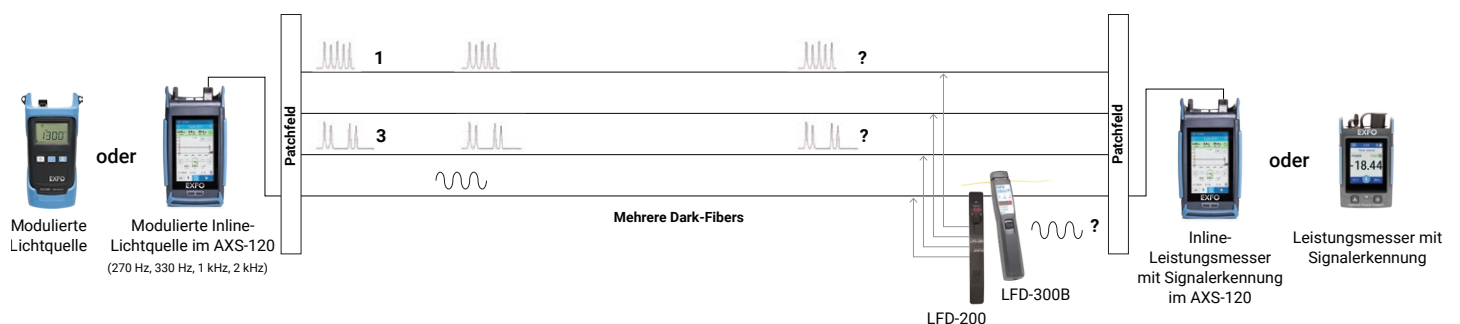 1
?
Patchfeld
Patchfeld
3
?
1300
EXFO
oder
EXFO
Modulierte
Lichtquelle
Modulierte Inline-
Lichtquelle im AXS-120
(270 Hz, 330 Hz, 1 kHz, 2 kHz)
Mehrere Dark-Fibers
?
LFD-300B
LFD-200
EXFO
oder
EXFO
-18.44
Inline-
Leistungsmesser
mit Signalerkennung
im AXS-120
Leistungsmesser mit
Signalerkennung